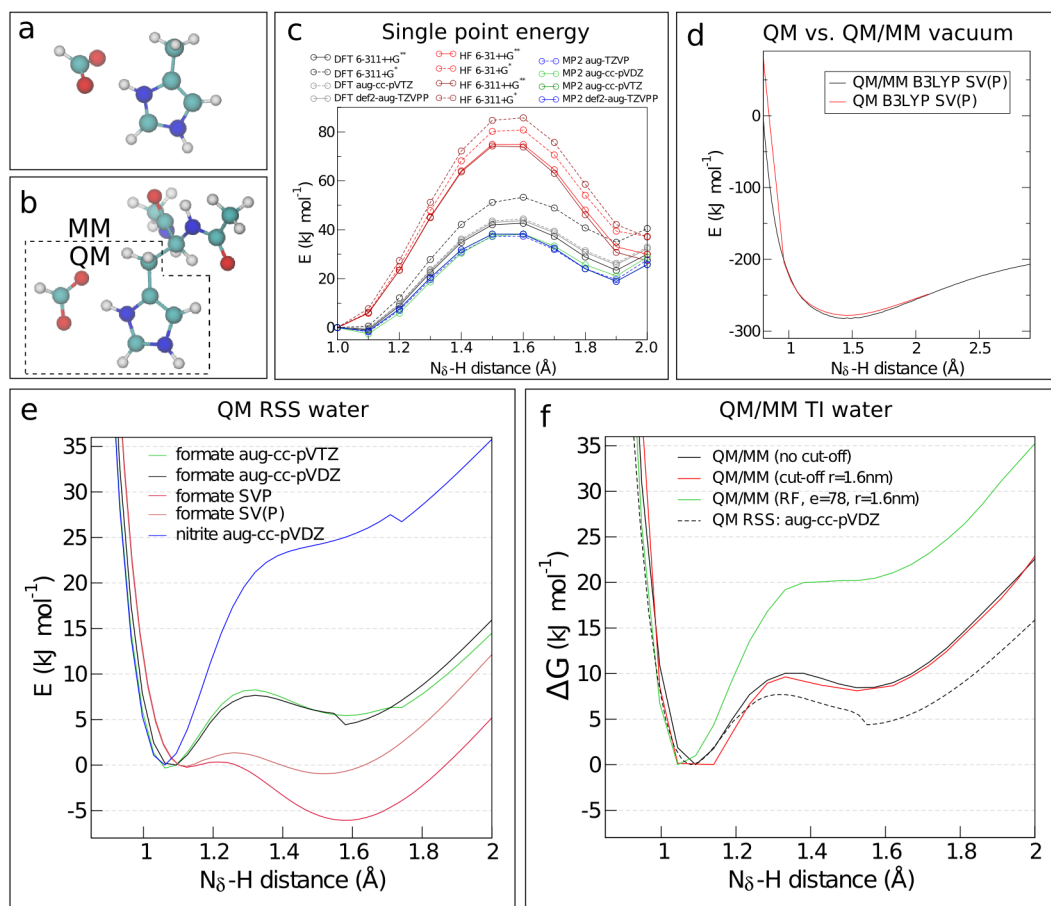 a
b
MM
QM
c
Single point energy
DFT 6-311++G**
DFT 6-311+G*
DFT aug-cc-pVTZ
DFT def2-aug-TZVPP
HF 6-31++G**
HF 6-31+G*
HF 6-311++G**
HF 6-311+G*
MP2 aug-TZVP
MP2 aug-cc-pVDZ
MP2 aug-cc-pVTZ
MP2 def2-aug-TZVPP
E (kJ mol⁻¹)
80
60
40
20
0
1.0 1.2 1.4 1.6 1.8 2.0
Nδ-H distance (Å)
d
QM vs. QM/MM vacuum
QM/MM B3LYP SV(P)
QM B3LYP SV(P)
E (kJ mol⁻¹)
0
-100
-200
-300
1 1.5 2 2.5
Nδ-H distance (Å)
e
QM RSS water
formate aug-cc-pVTZ
formate aug-cc-pVDZ
formate SVP
formate SV(P)
nitrite aug-cc-pVDZ
E (kJ mol⁻¹)
35
30
25
20
15
10
5
0
-5
1 1.2 1.4 1.6 1.8 2
Nδ-H distance (Å)
f
QM/MM TI water
QM/MM (no cut-off)
QM/MM (cut-off r=1.6nm)
QM/MM (RF, e=78, r=1.6nm)
QM RSS: aug-cc-pVDZ
ΔG (kJ mol⁻¹)
35
30
25
20
15
10
5
0
-5
1 1.2 1.4 1.6 1.8 2
Nδ-H distance (Å)